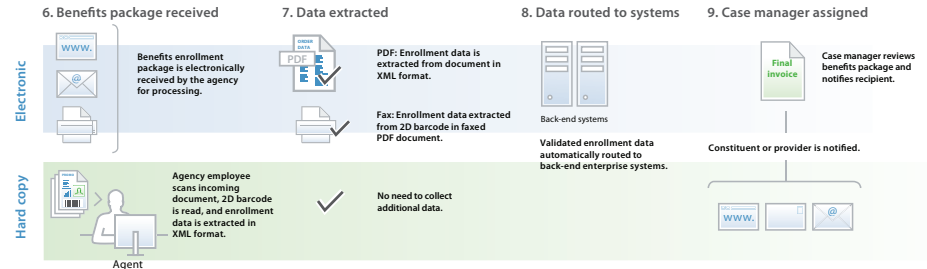 6. Benefits package received
7. Data extracted
8. Data routed to systems
9. Case manager assigned
Electronic
www.
@
Benefits enrollment
package is electronically
received by the agency
for processing.
ORDER
DATA
PDF
PDF: Enrollment data is
extracted from document in
XML format.
Fax: Enrollment data extracted
from 2D barcode in faxed
PDF document.
Back-end systems
Validated enrollment data
automatically routed to
back-end enterprise systems.
Final
invoice
Case manager reviews
benefits package and
notifies recipient.
Constituent or provider is notified.
www.
@
Hard copy
Agency employee
scans incoming
document, 2D barcode
is read, and enrollment
data is extracted in
XML format.
Agent
No need to collect
additional data.